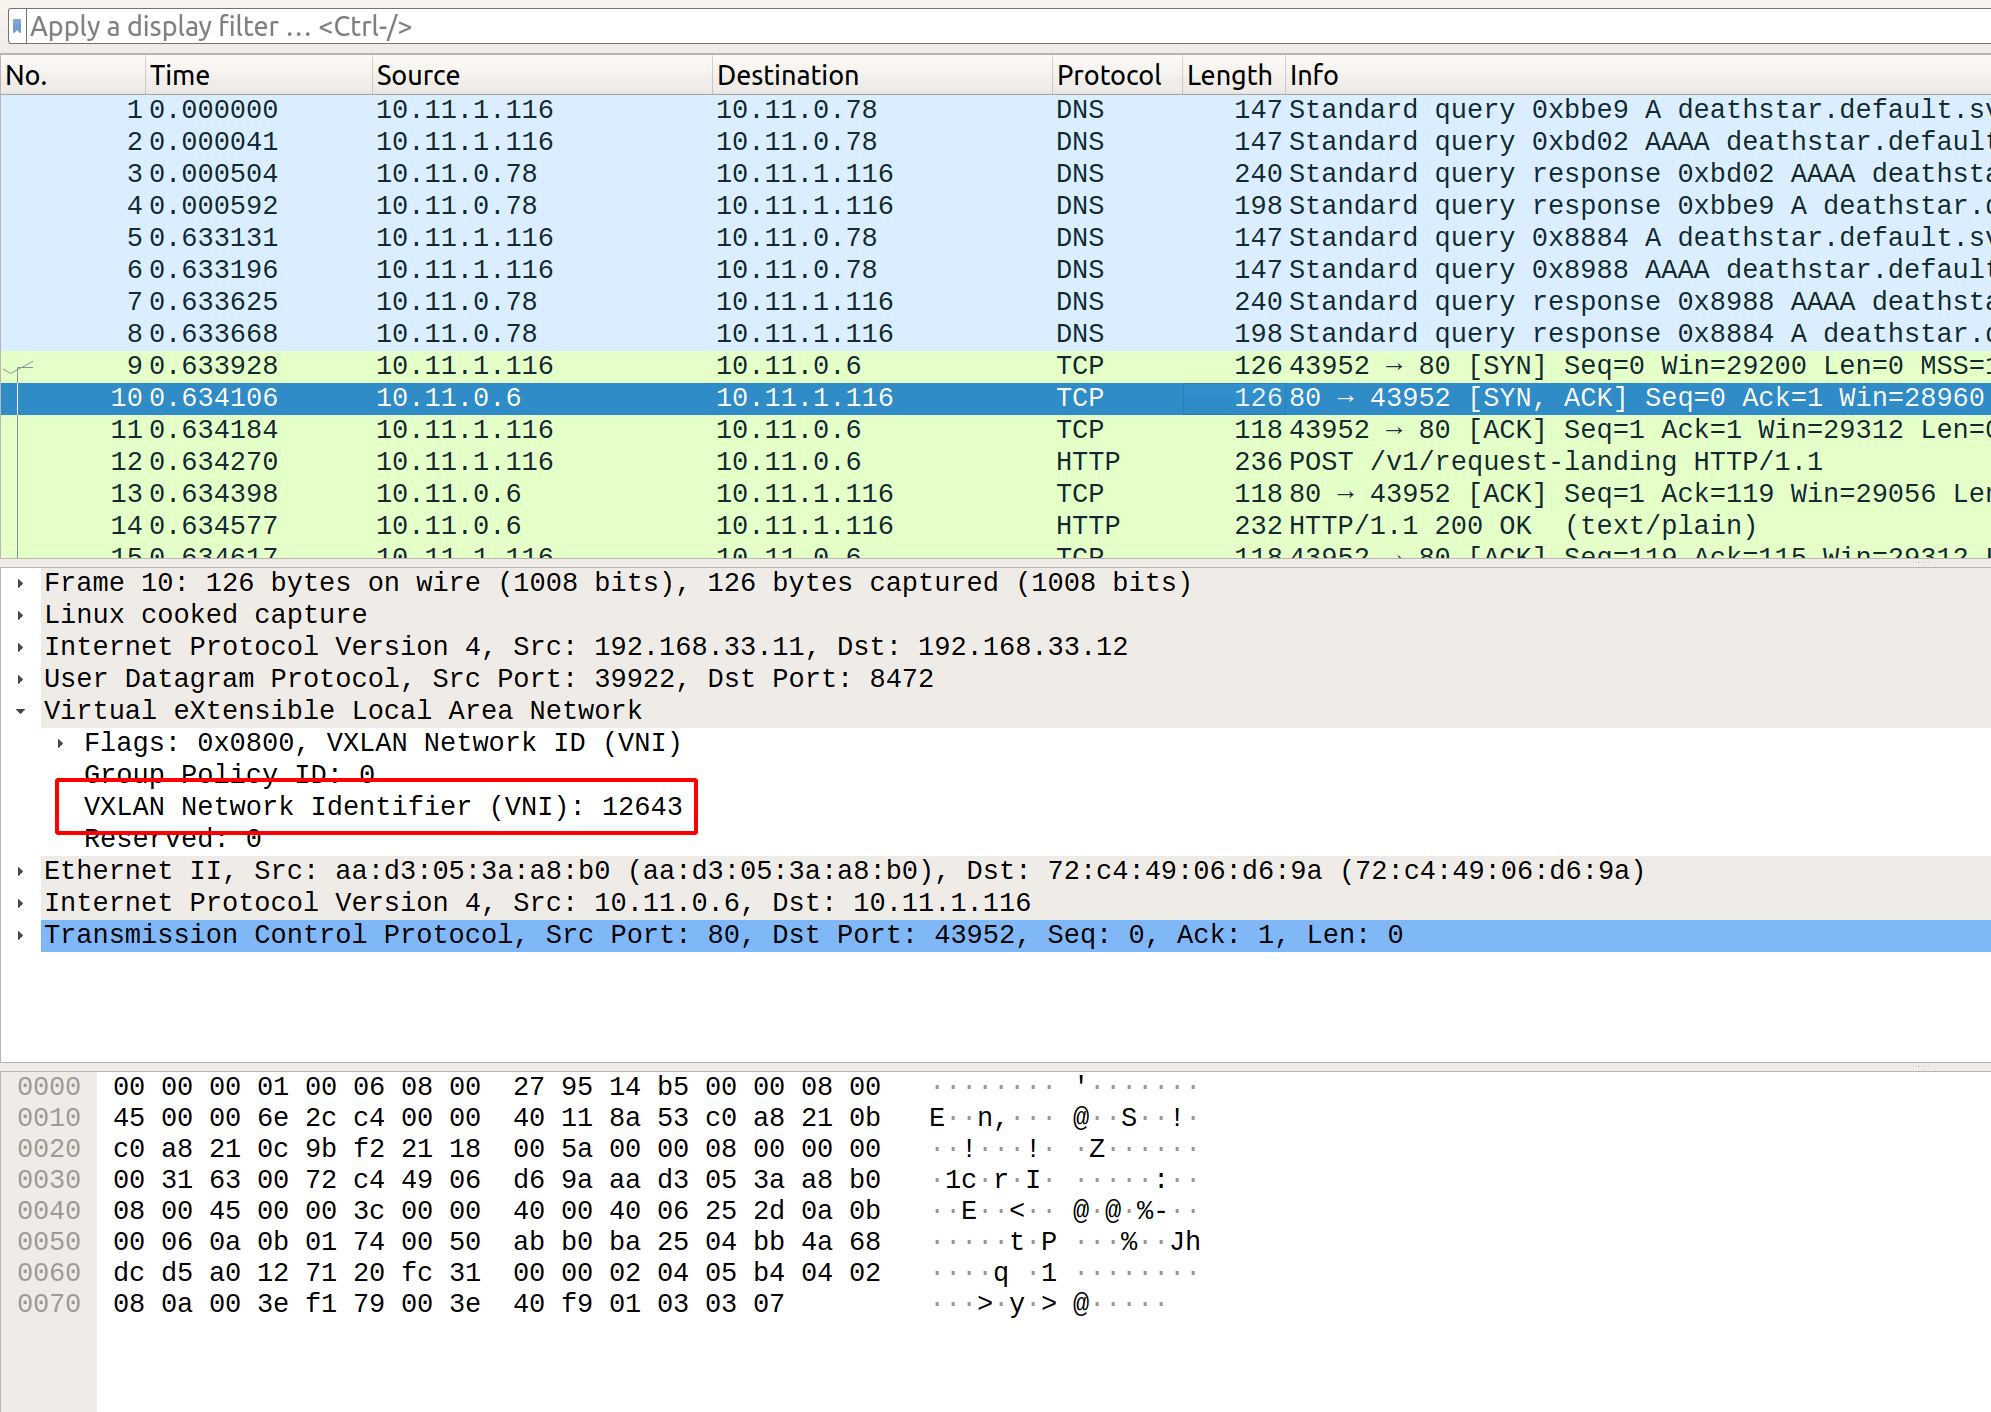 Apply a display filter … <Ctrl-/>
No. Time Source Destination Protocol Length Info
1 0.000000 10.11.1.116 10.11.0.78 DNS 147 Standard query 0xbbe9 A deathstar.default.sv
2 0.000041 10.11.1.116 10.11.0.78 DNS 147 Standard query 0xbd02 AAAA deathstar.default
3 0.000504 10.11.0.78 10.11.1.116 DNS 240 Standard query response 0xbd02 AAAA deathsta
4 0.000592 10.11.0.78 10.11.1.116 DNS 198 Standard query response 0xbbe9 A deathstar.d
5 0.633131 10.11.1.116 10.11.0.78 DNS 147 Standard query 0x8884 A deathstar.default.sv
6 0.633196 10.11.1.116 10.11.0.78 DNS 147 Standard query 0x8988 AAAA deathstar.default
7 0.633625 10.11.0.78 10.11.1.116 DNS 240 Standard query response 0x8988 AAAA deathsta
8 0.633668 10.11.0.78 10.11.1.116 DNS 198 Standard query response 0x8884 A deathstar.d
9 0.633928 10.11.1.116 10.11.0.6 TCP 126 43952 → 80 [SYN] Seq=0 Win=29200 Len=0 MSS=1
10 0.634106 10.11.0.6 10.11.1.116 TCP 126 80 → 43952 [SYN, ACK] Seq=0 Ack=1 Win=28960
11 0.634184 10.11.1.116 10.11.0.6 TCP 118 43952 → 80 [ACK] Seq=1 Ack=1 Win=29312 Len=0
12 0.634270 10.11.1.116 10.11.0.6 HTTP 236 POST /v1/request-landing HTTP/1.1
13 0.634398 10.11.0.6 10.11.1.116 TCP 118 80 → 43952 [ACK] Seq=1 Ack=119 Win=29056 Len
14 0.634577 10.11.0.6 10.11.1.116 HTTP 232 HTTP/1.1 200 OK (text/plain)
15 0.634617 10.11.1.116 10.11.0.6 TCP 118 43952 → 80 [ACK] Seq=119 Ack=115 Win=29312 L
Frame 10: 126 bytes on wire (1008 bits), 126 bytes captured (1008 bits)
Linux cooked capture
Internet Protocol Version 4, Src: 192.168.33.11, Dst: 192.168.33.12
User Datagram Protocol, Src Port: 39922, Dst Port: 8472
Virtual eXtensible Local Area Network
Flags: 0x0800, VXLAN Network ID (VNI)
Group Policy ID: 0
VXLAN Network Identifier (VNI): 12643
Reserved: 0
Ethernet II, Src: aa:d3:05:3a:a8:b0 (aa:d3:05:3a:a8:b0), Dst: 72:c4:49:06:d6:9a (72:c4:49:06:d6:9a)
Internet Protocol Version 4, Src: 10.11.0.6, Dst: 10.11.1.116
Transmission Control Protocol, Src Port: 80, Dst Port: 43952, Seq: 0, Ack: 1, Len: 0
0000 00 00 00 01 00 06 08 00 27 95 14 b5 00 00 08 00 ········ '·······
0010 45 00 00 6e 2c c4 00 00 40 11 8a 53 c0 a8 21 0b E··n,··· @··S··!·
0020 c0 a8 21 0c 9b f2 21 18 00 5a 00 00 08 00 00 00 ··!···!· ·Z······
0030 00 31 63 00 72 c4 49 06 d6 9a aa d3 05 3a a8 b0 ·1c·r·I· ·····:··
0040 08 00 45 00 00 3c 00 00 40 00 40 06 25 2d 0a 0b ··E··<·· @·@·%-··
0050 00 06 0a 0b 01 74 00 50 ab b0 ba 25 04 bb 4a 68 ·····t·P ···%··Jh
0060 dc d5 a0 12 71 20 fc 31 00 00 02 04 05 b4 04 02 ····q ·1 ········
0070 08 0a 00 3e f1 79 00 3e 40 f9 01 03 03 07 ···>·y·> @·····